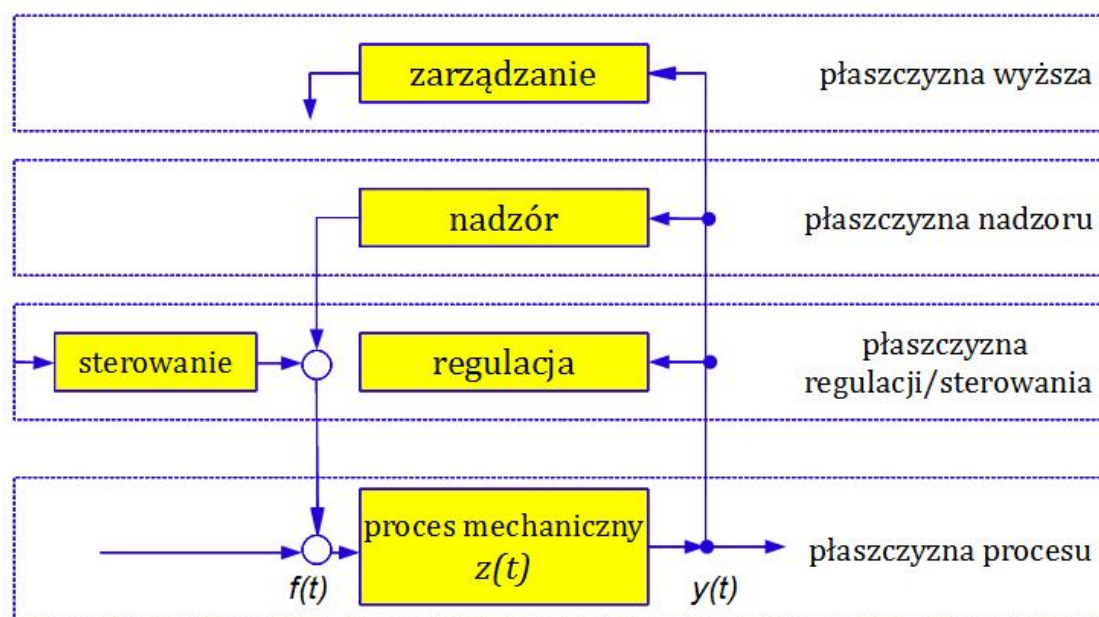 zarządzanie
płaszczyzna wyższa
nadzór
płaszczyzna nadzoru
sterowanie
regulacja
płaszczyzna
regulacji/sterowania
proces mechaniczny
z(t)
płaszczyzna procesu
f(t)
y(t)